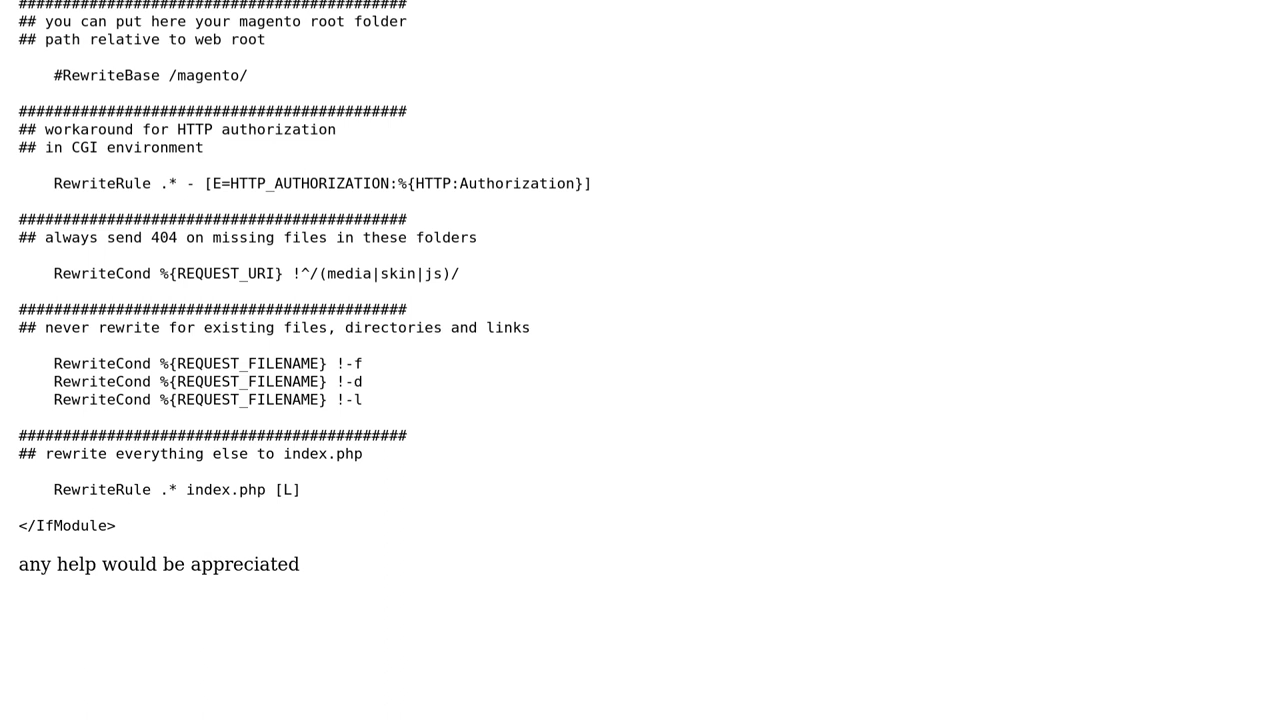 ############################################
## you can put here your magento root folder
## path relative to web root
#RewriteBase /magento/
############################################
## workaround for HTTP authorization
## in CGI environment
RewriteRule .* - [E=HTTP_AUTHORIZATION:%{HTTP:Authorization}]
############################################
## always send 404 on missing files in these folders
RewriteCond %{REQUEST_URI} !^/(media|skin|js)/
############################################
## never rewrite for existing files, directories and links
RewriteCond %{REQUEST_FILENAME} !-f
RewriteCond %{REQUEST_FILENAME} !-d
RewriteCond %{REQUEST_FILENAME} !-l
############################################
## rewrite everything else to index.php
RewriteRule .* index.php [L]
</IfModule>
any help would be appreciated